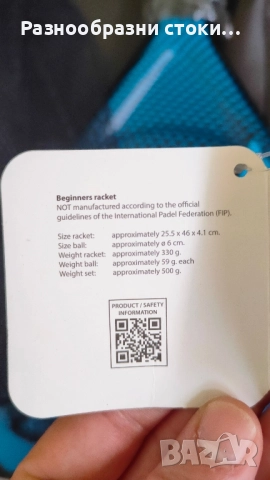 Разнообразни стоки...
Beginners racket
NOT manufactured according to the official
guidelines of the International Padel Federation (FIP).
Size racket: approximately 25.5 x 46 x 4.1 cm.
Size ball: approximately ø 6 cm.
Weight racket: approximately 330 g.
Weight ball: approximately 59 g. each
Weight set: approximately 500 g.
PRODUCT / SAFETY
INFORMATION
BAZAR